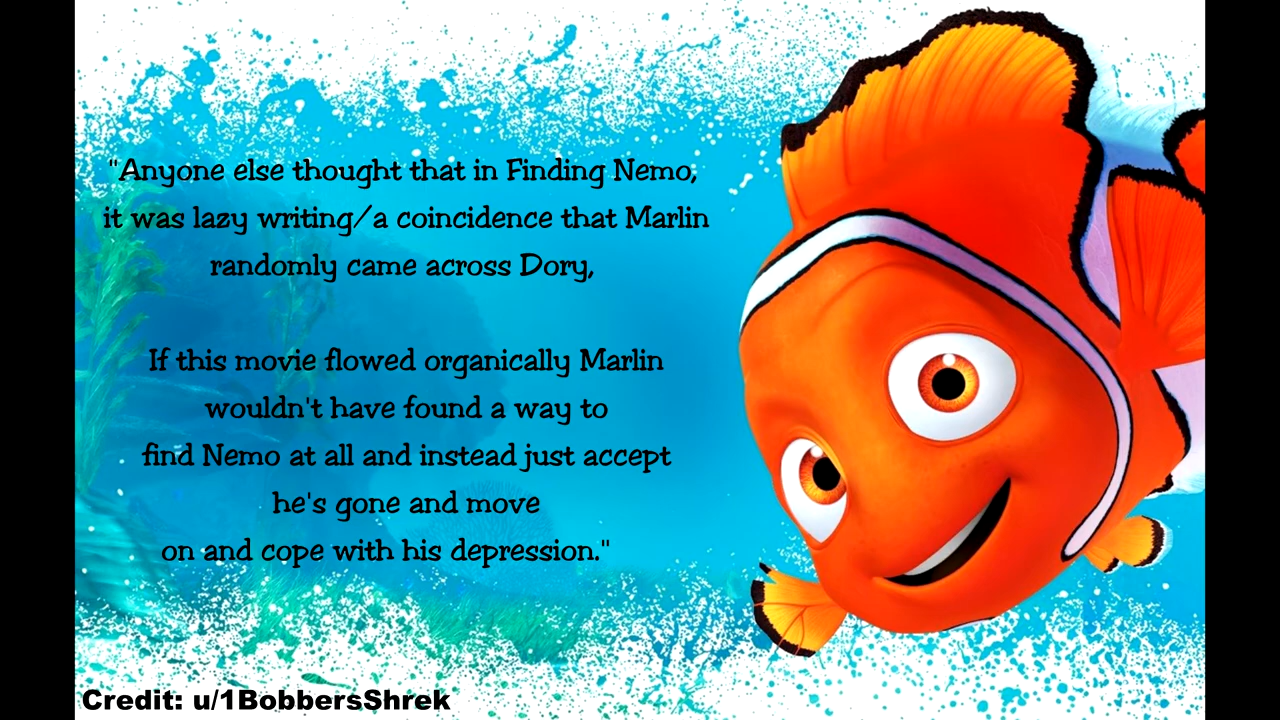 "Anyone else thought that in Finding Nemo,
it was lazy writing/a coincidence that Marlin
randomly came across Dory,
If this movie flowed organically Marlin
wouldn't have found a way to
find Nemo at all and instead just accept
he's gone and move
on and cope with his depression."
Credit: u/1BobbersShrek